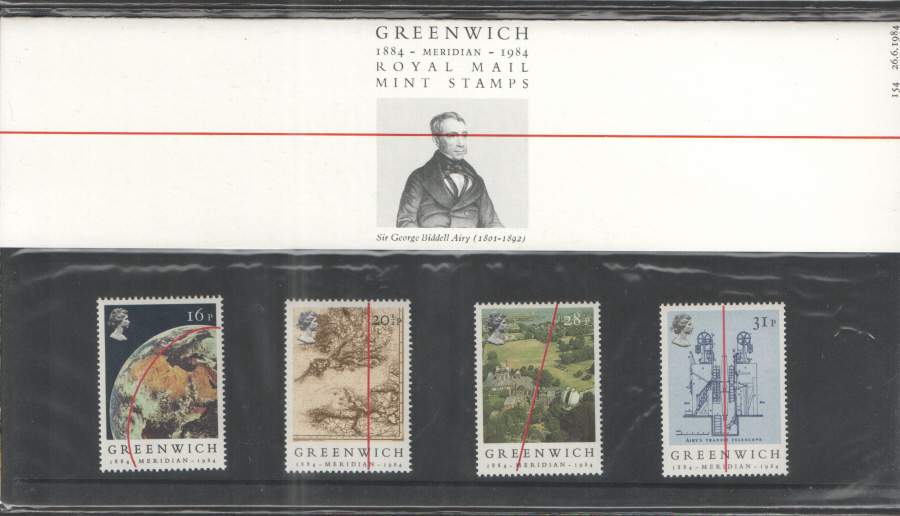 GREENWICH
1884 - MERIDIAN - 1984
ROYAL MAIL
MINT STAMPS
154 26.6.1984
Sir George Biddell Airy (1801-1892)
16P
GREENWICH
1884 - MERIDIAN - 1984
20½P
GREENWICH
1884 - MERIDIAN - 1984
28P
GREENWICH
1884 - MERIDIAN - 1984
31P
AIRY'S TRANSIT TELESCOPE
GREENWICH
1884 - MERIDIAN - 1984